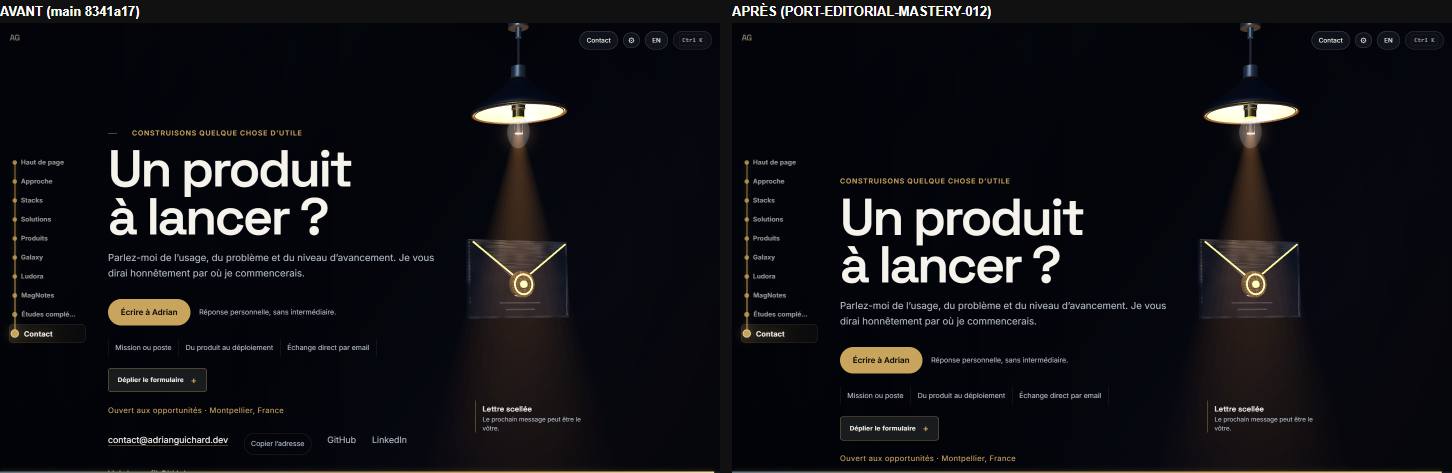 AVANT (main 8341a17)
AG
Contact
EN
Ctrl K
CONSTRUISONS QUELQUE CHOSE D'UTILE
Un produit
à lancer ?
Parlez-moi de l'usage, du problème et du niveau d'avancement. Je vous
dirai honnêtement par où je commencerais.
Écrire à Adrian
Réponse personnelle, sans intermédiaire.
Mission ou poste
Du produit au déploiement
Échange direct par email
Déplier le formulaire +
Ouvert aux opportunités · Montpellier, France
contact@adrianguichard.dev
Copier l'adresse
GitHub
LinkedIn
Haut de page
Approche
Stacks
Solutions
Produits
Galaxy
Ludora
MagNotes
Études complé...
Contact
Lettre scellée
Le prochain message peut être le
vôtre.
APRÈS (PORT-EDITORIAL-MASTERY-012)
AG
Contact
EN
Ctrl K
CONSTRUISONS QUELQUE CHOSE D'UTILE
Un produit
à lancer ?
Parlez-moi de l'usage, du problème et du niveau d'avancement. Je vous
dirai honnêtement par où je commencerais.
Écrire à Adrian
Réponse personnelle, sans intermédiaire.
Mission ou poste
Du produit au déploiement
Échange direct par email
Déplier le formulaire +
Ouvert aux opportunités · Montpellier, France
Haut de page
Approche
Stacks
Solutions
Produits
Galaxy
Ludora
MagNotes
Études complé...
Contact
Lettre scellée
Le prochain message peut être le
vôtre.